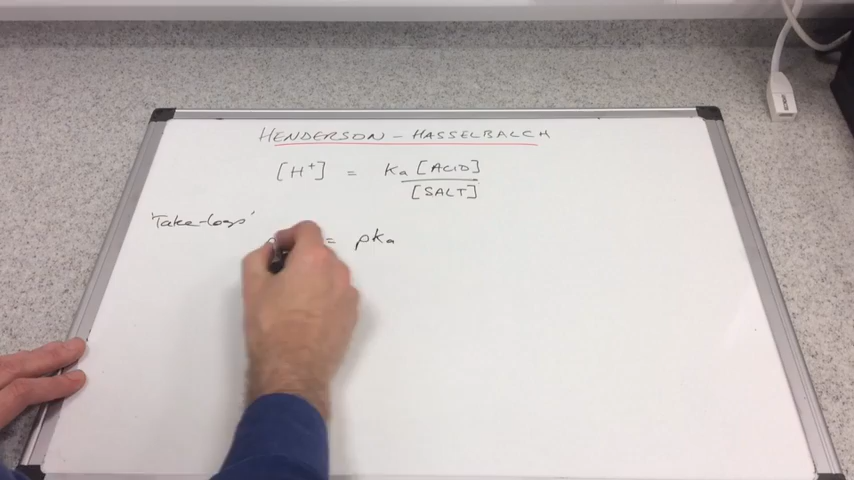 HENDERSON - HASSELBALCH
[H+] = Ka [ACID]
[SALT]
'Take-logs'
= pKa